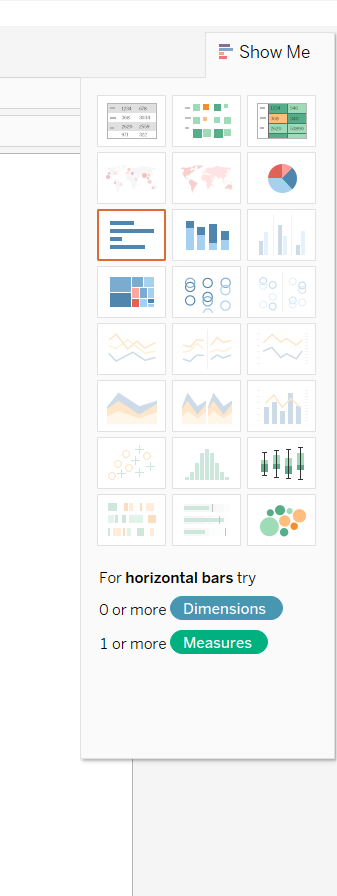 Show Me
For horizontal bars try
0 or more Dimensions
1 or more Measures